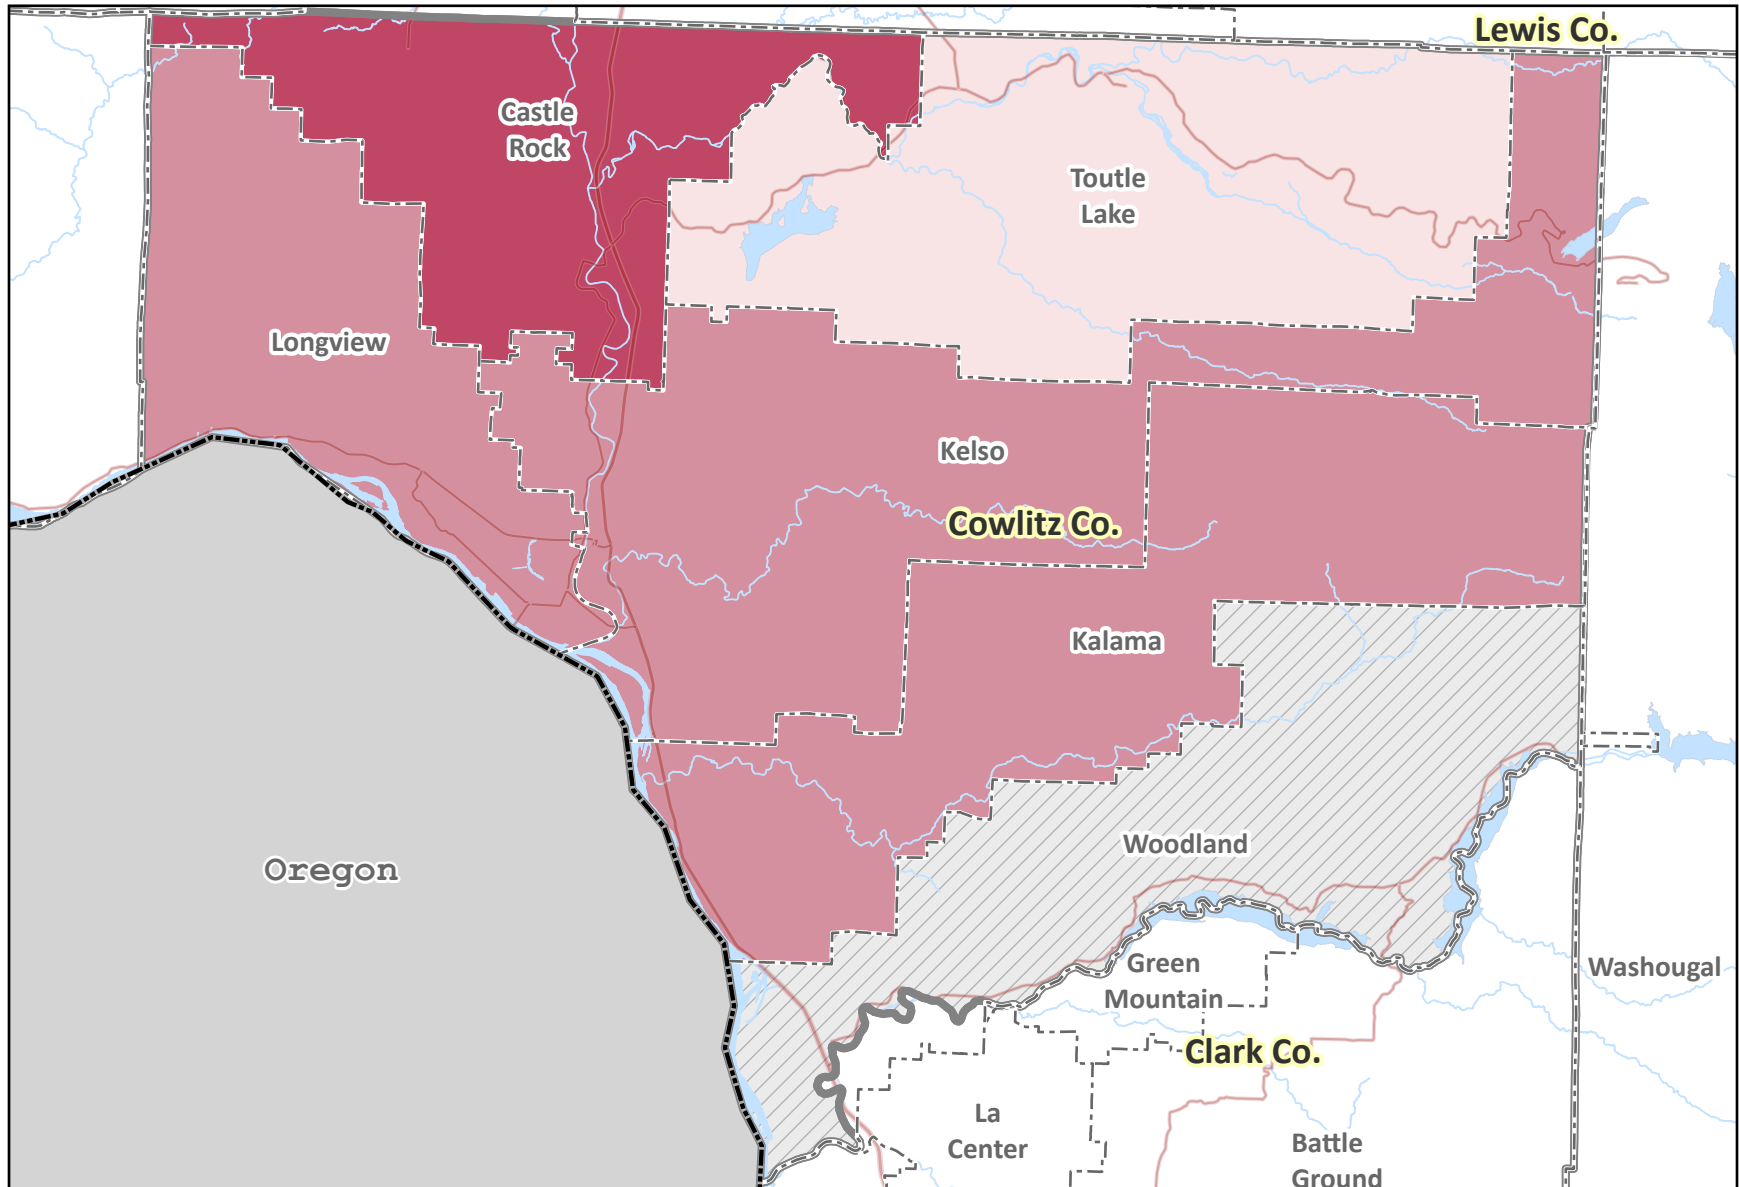 Lewis Co.
Castle
Rock
Toutle
Lake
Longview
Kelso
Cowlitz Co.
Kalama
Woodland
Oregon
Green
Mountain
Washougal
Clark Co.
La
Center
Battle
Ground